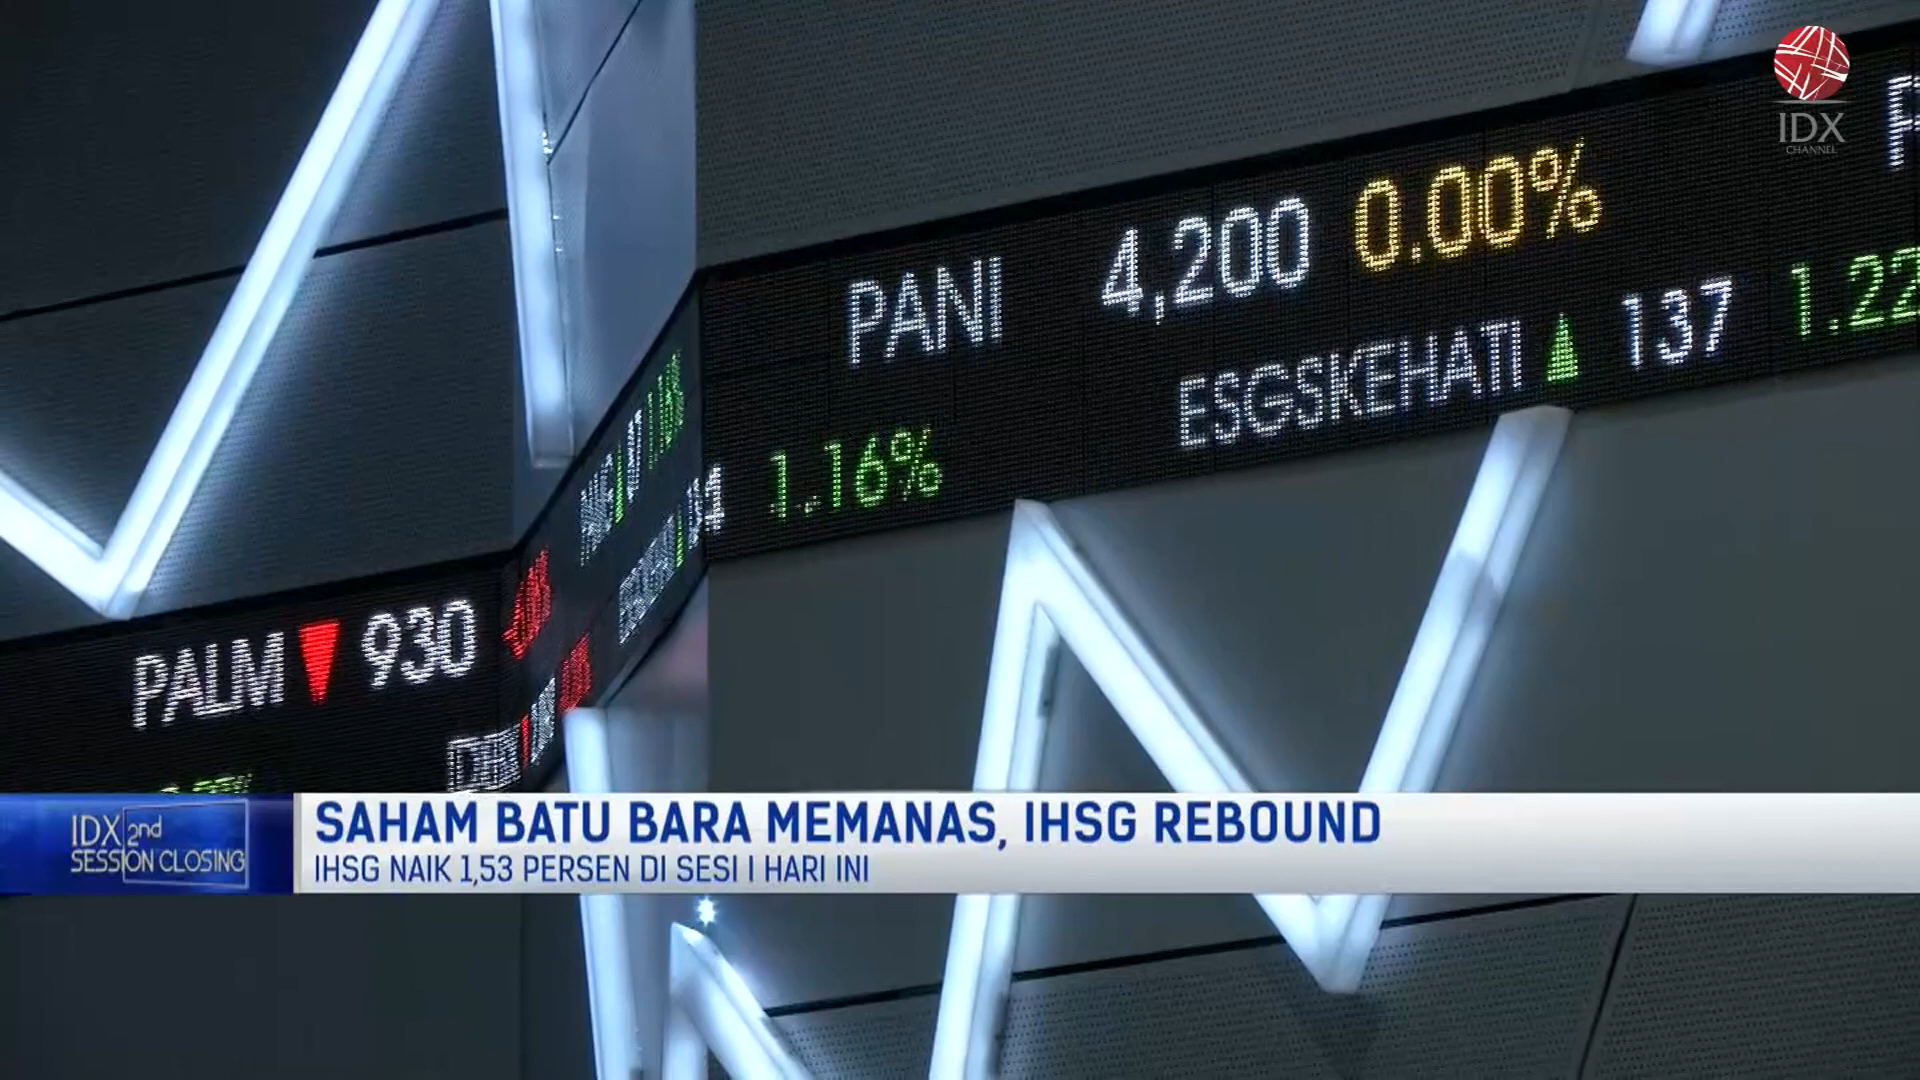 IDX
CHANNEL
PANI 4,200 0.00%
1.16% ESGSKEHATI 137 1.22
PALM 930
IDX 2nd
SESSION CLOSING
SAHAM BATU BARA MEMANAS, IHSG REBOUND
IHSG NAIK 1,53 PERSEN DI SESI I HARI INI